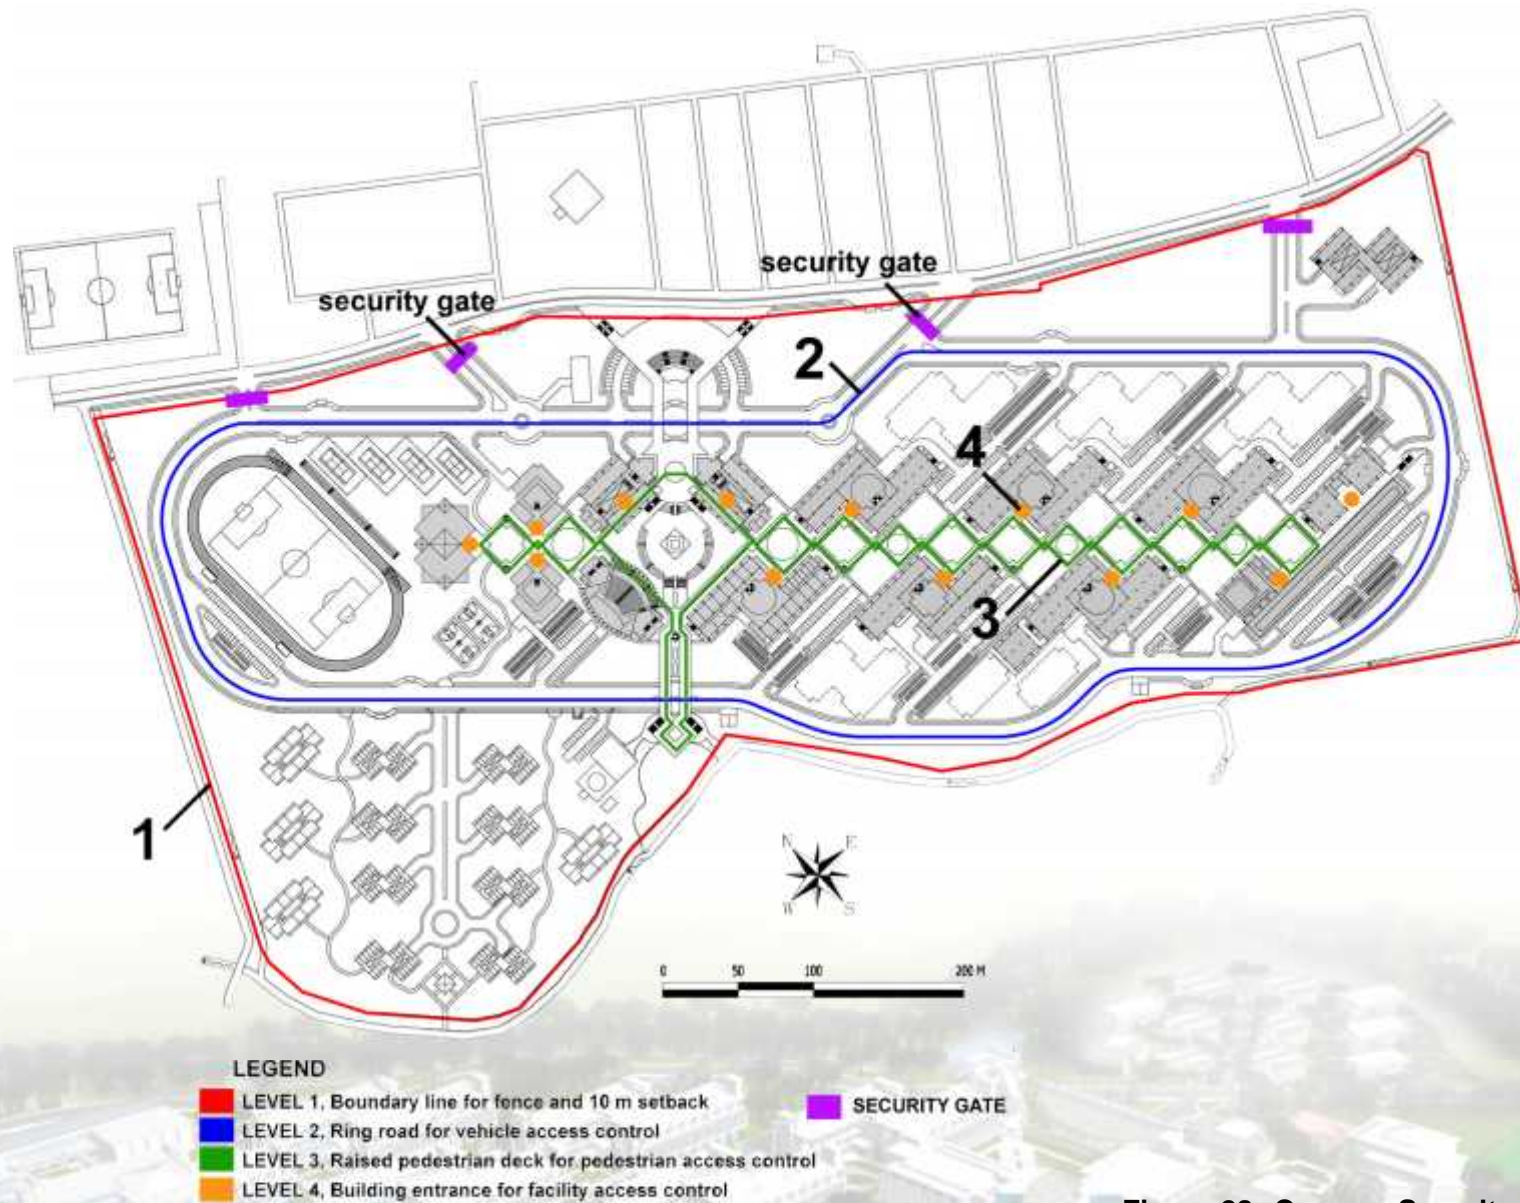 security gate
security gate
2
4
3
1
N E
W S
0 50 100 200 M
LEGEND
LEVEL 1, Boundary line for fence and 10 m setback
LEVEL 2, Ring road for vehicle access control
LEVEL 3, Raised pedestrian deck for pedestrian access control
LEVEL 4, Building entrance for facility access control
SECURITY GATE